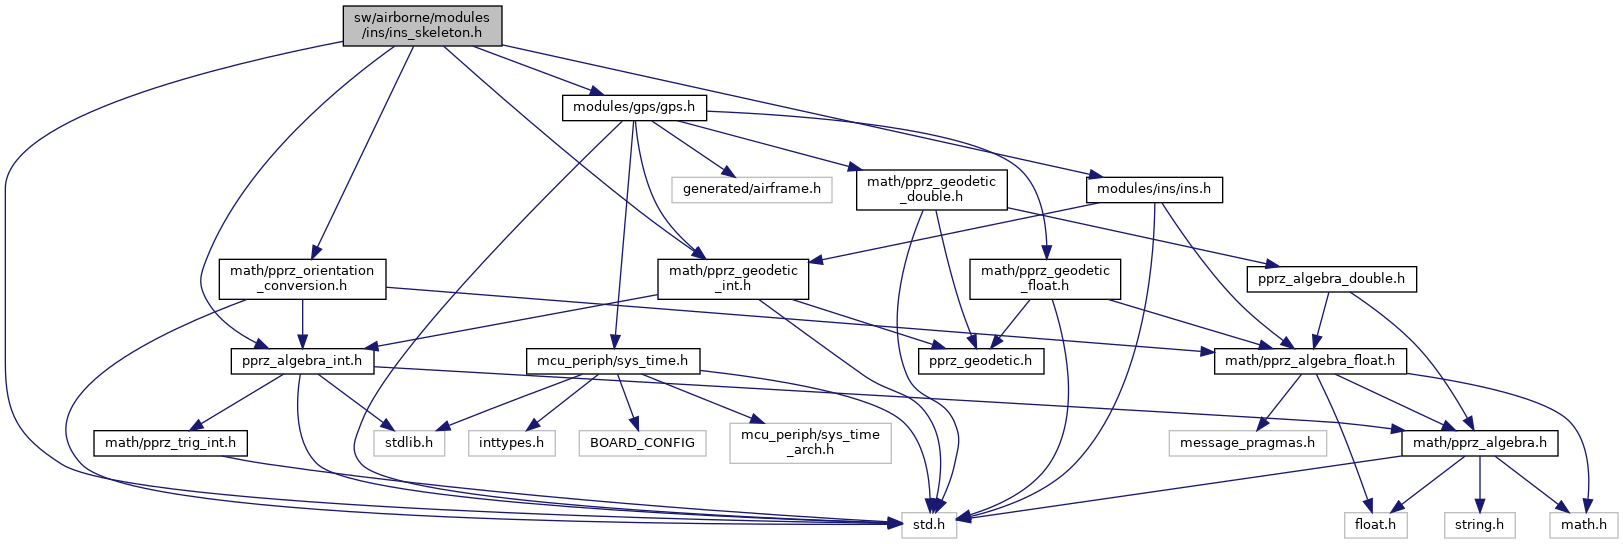 sw/airborne/modules
/ins/ins_skeleton.h
modules/gps/gps.h
generated/airframe.h
math/pprz_geodetic
_double.h
modules/ins/ins.h
math/pprz_orientation
_conversion.h
math/pprz_geodetic
_int.h
math/pprz_geodetic
_float.h
pprz_algebra_double.h
pprz_algebra_int.h
mcu_periph/sys_time.h
pprz_geodetic.h
math/pprz_algebra_float.h
math/pprz_trig_int.h
stdlib.h
inttypes.h
BOARD_CONFIG
mcu_periph/sys_time
_arch.h
message_pragmas.h
math/pprz_algebra.h
std.h
float.h
string.h
math.h